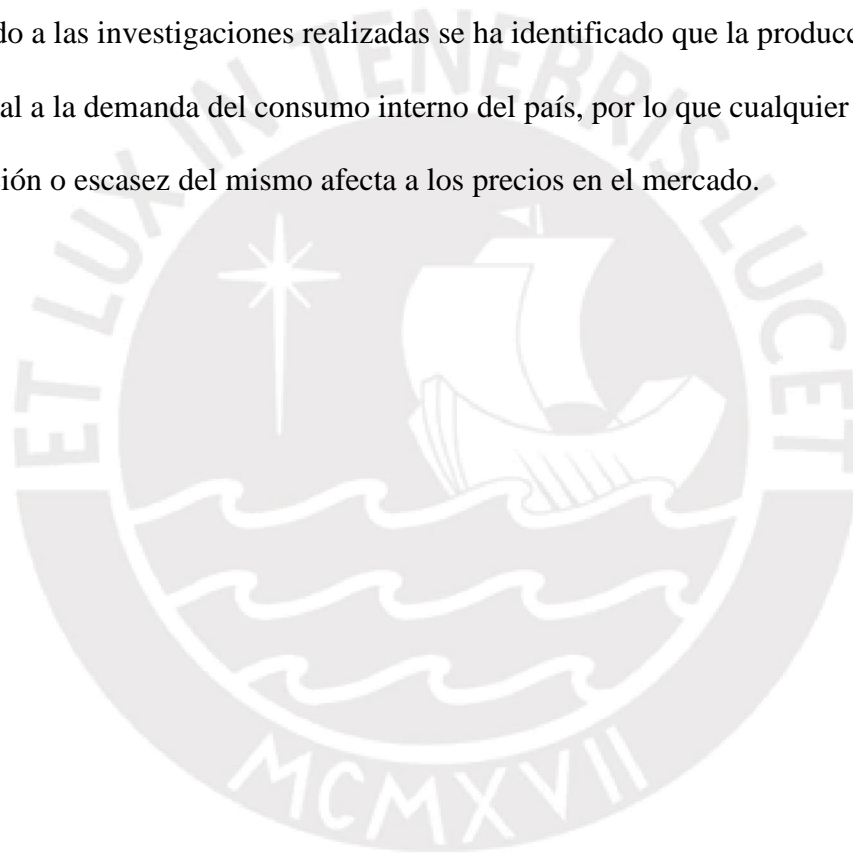 do a las investigaciones realizadas se ha identificado que la producc
al a la demanda del consumo interno del país, por lo que cualquier
ión o escasez del mismo afecta a los precios en el mercado.
ET LUX IN TENEBRIS LUCET
MCMXVII